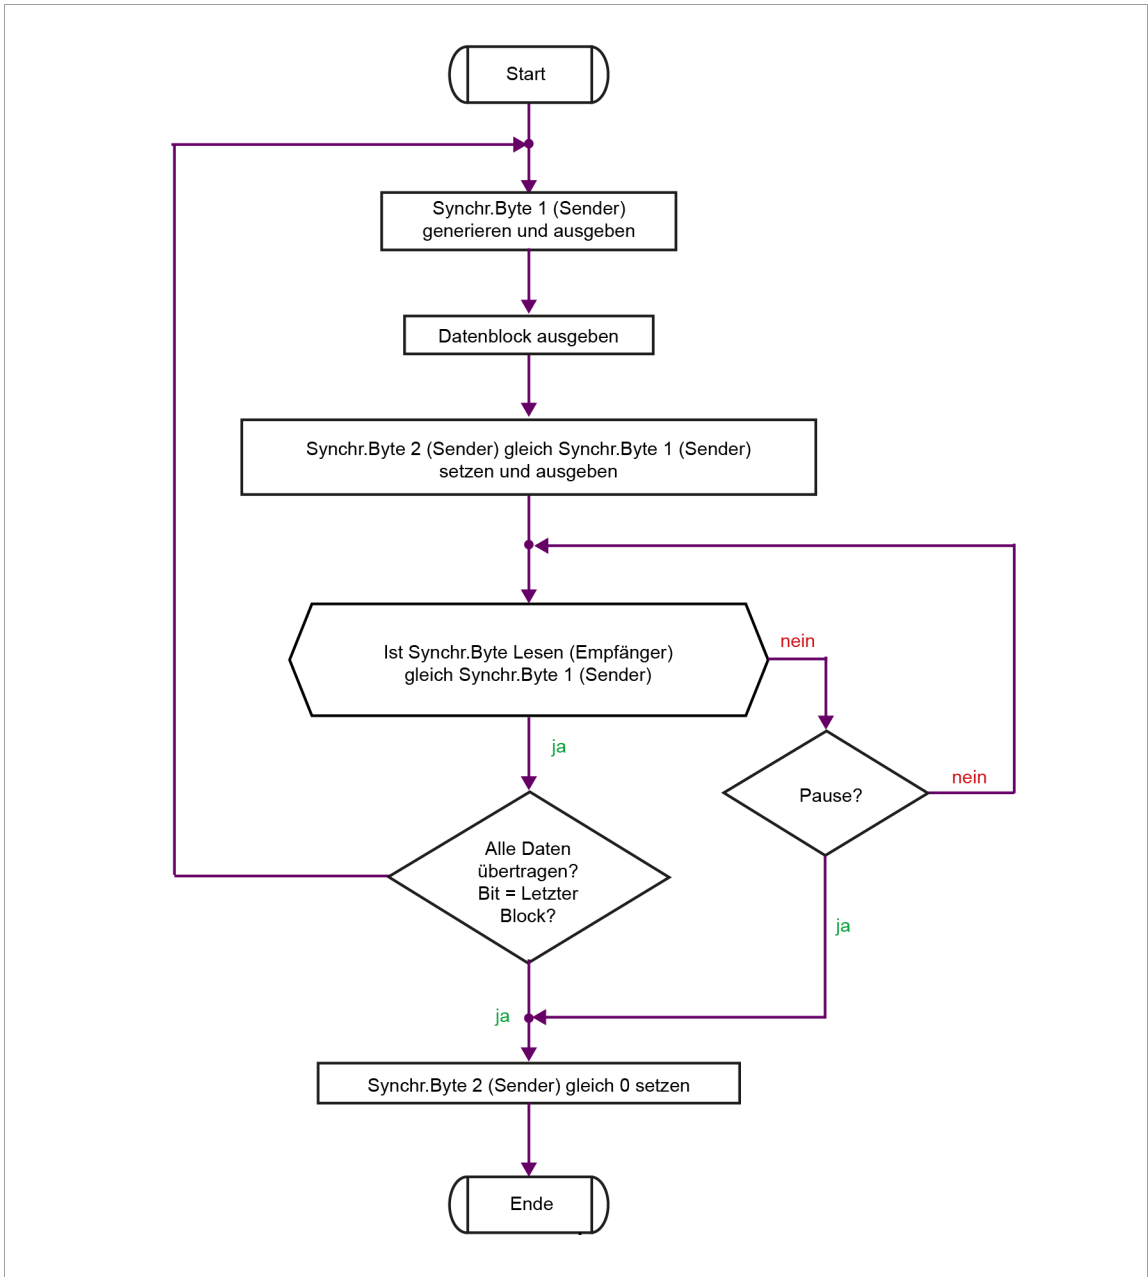 Start
Synchr.Byte 1 (Sender)
generieren und ausgeben
Datenblock ausgeben
Synchr.Byte 2 (Sender) gleich Synchr.Byte 1 (Sender)
setzen und ausgeben
Ist Synchr.Byte Lesen (Empfänger)
gleich Synchr.Byte 1 (Sender)
nein
ja
Pause?
nein
Alle Daten
übertragen?
Bit = Letzter
Block?
ja
ja
Synchr.Byte 2 (Sender) gleich 0 setzen
Ende